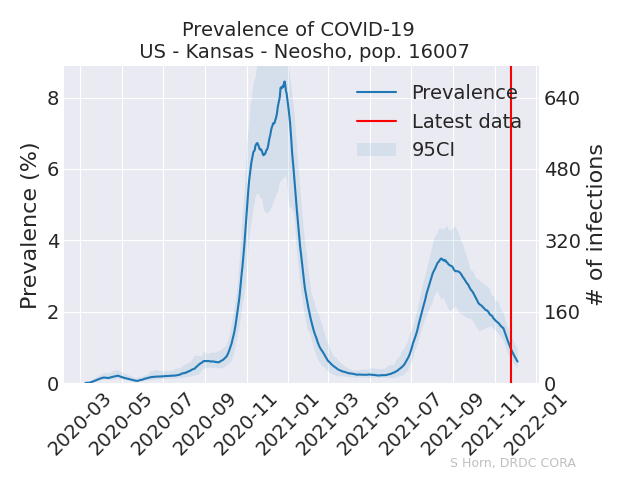 Prevalence of COVID-19
US - Kansas - Neosho, pop. 16007
Prevalence (%)
8
6
4
2
0
Prevalence
Latest data
95CI
640
480
320
160
0
# of infections
2020-03
2020-05
2020-07
2020-09
2020-11
2021-01
2021-03
2021-05
2021-07
2021-09
2021-11
2022-01
S Horn, DRDC CORA